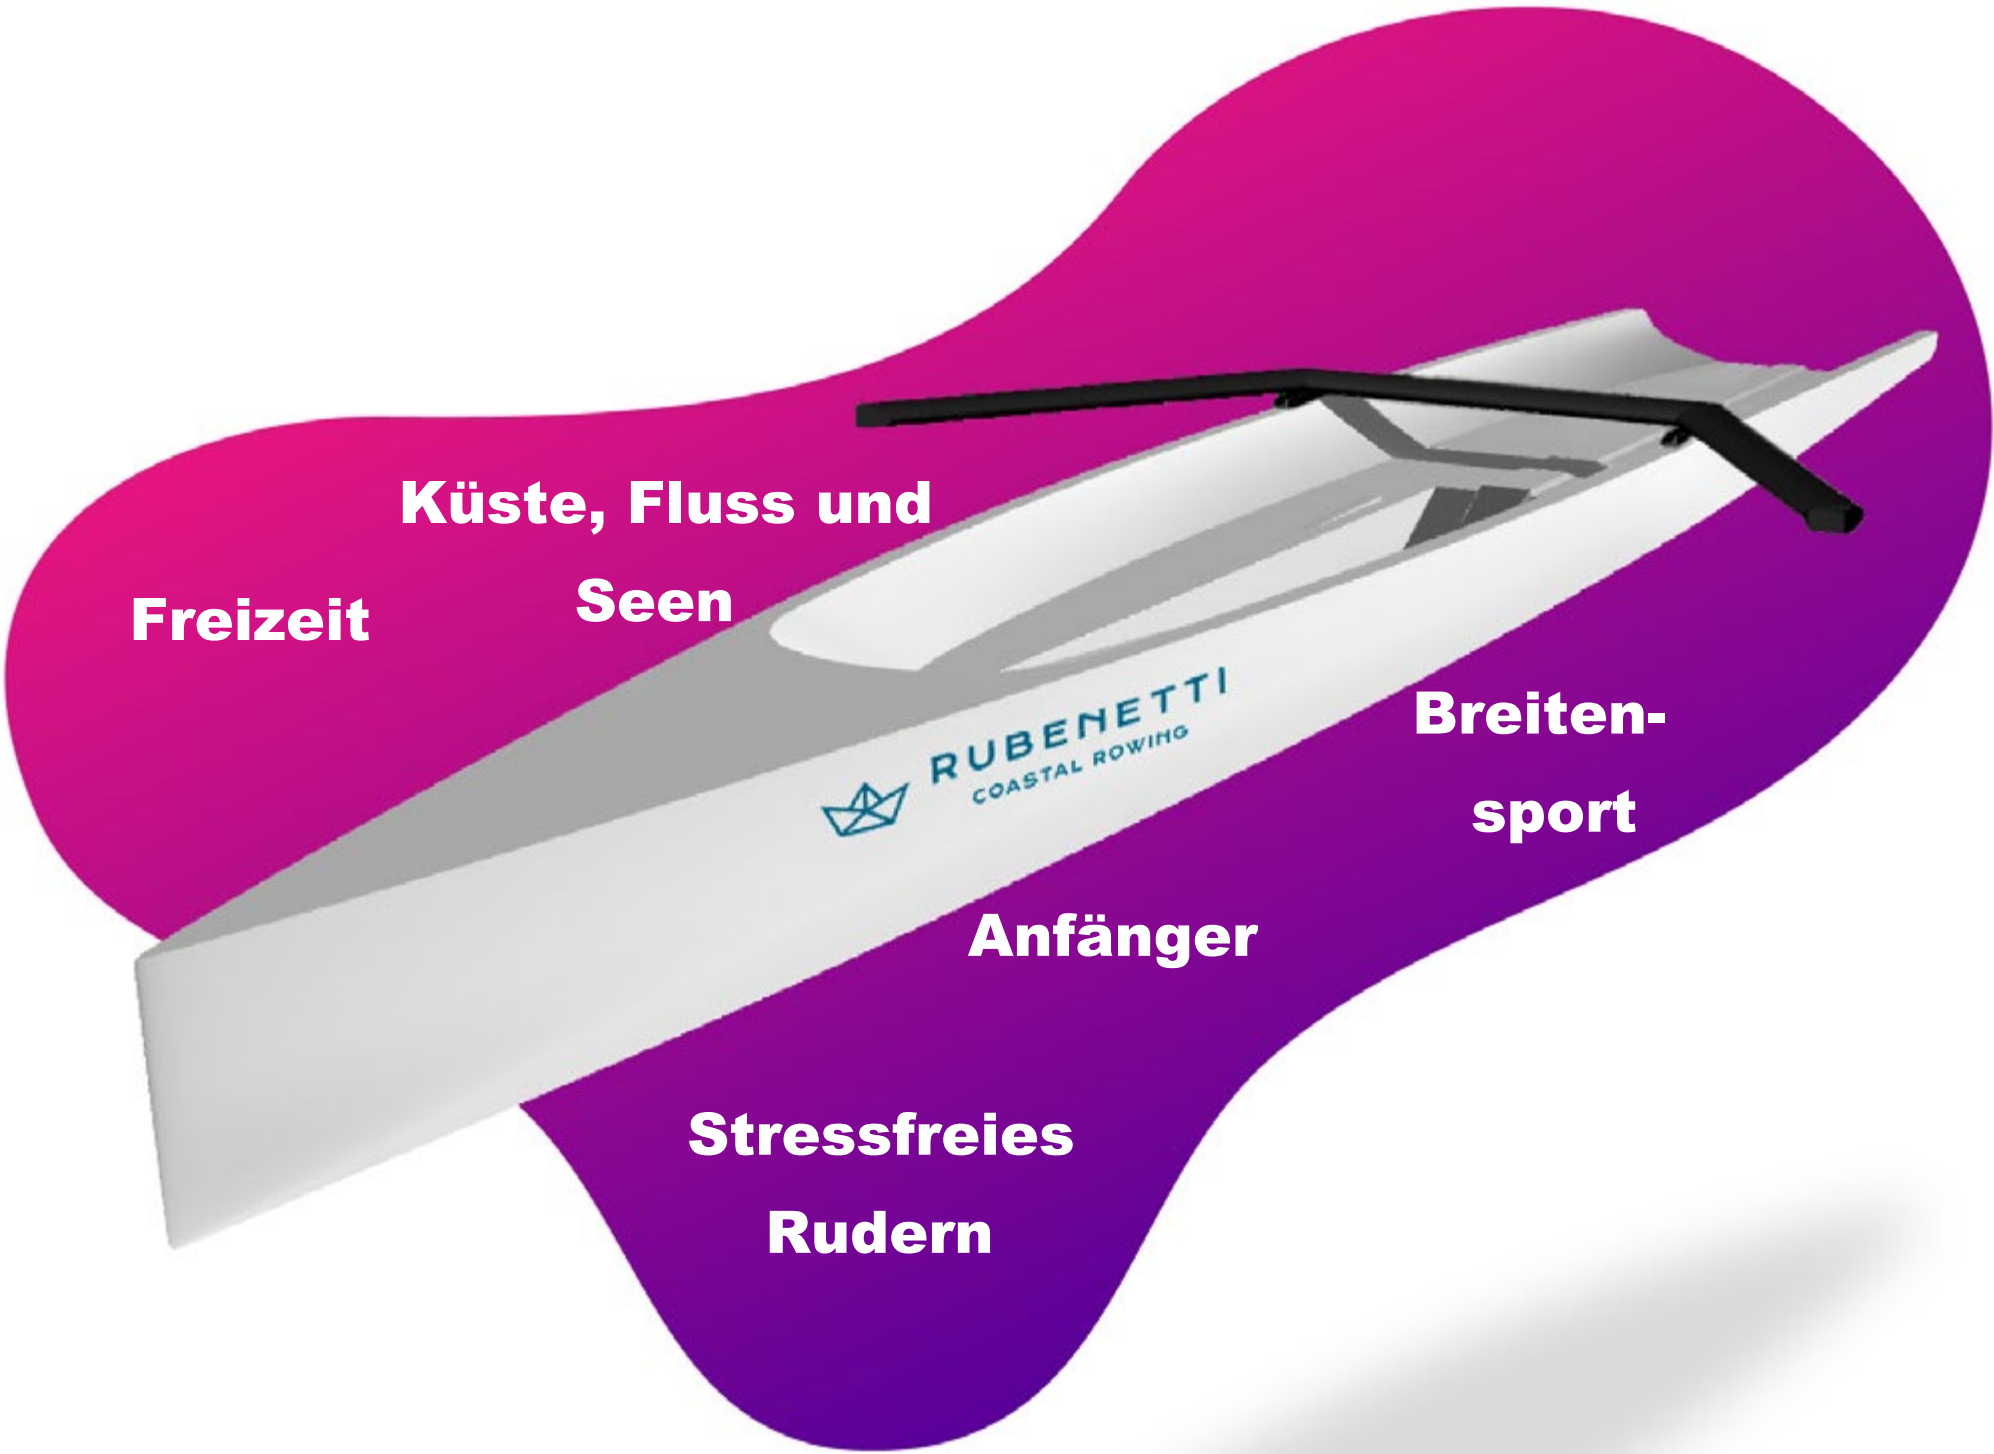 Küste, Fluss und
Seen
Freizeit
RUBENETTI
COASTAL ROWING
Breiten-
sport
Anfänger
Stressfreies
Rudern